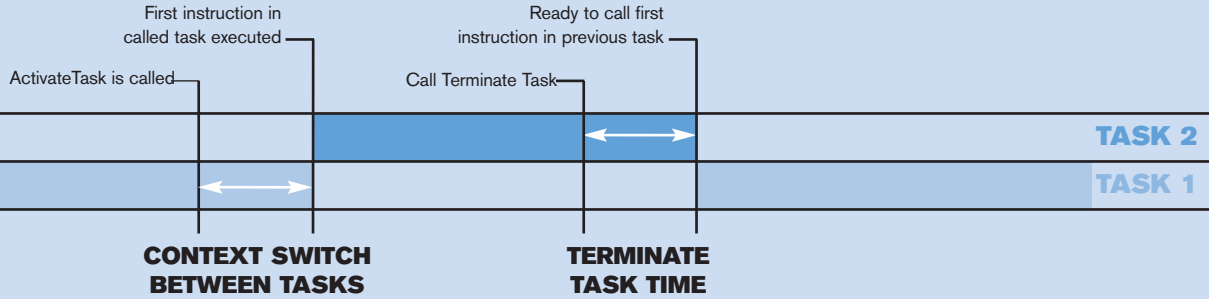 First instruction in
called task executed
Ready to call first
instruction in previous task
ActivateTask is called
Call Terminate Task
TASK 2
TASK 1
CONTEXT SWITCH
BETWEEN TASKS
TERMINATE
TASK TIME